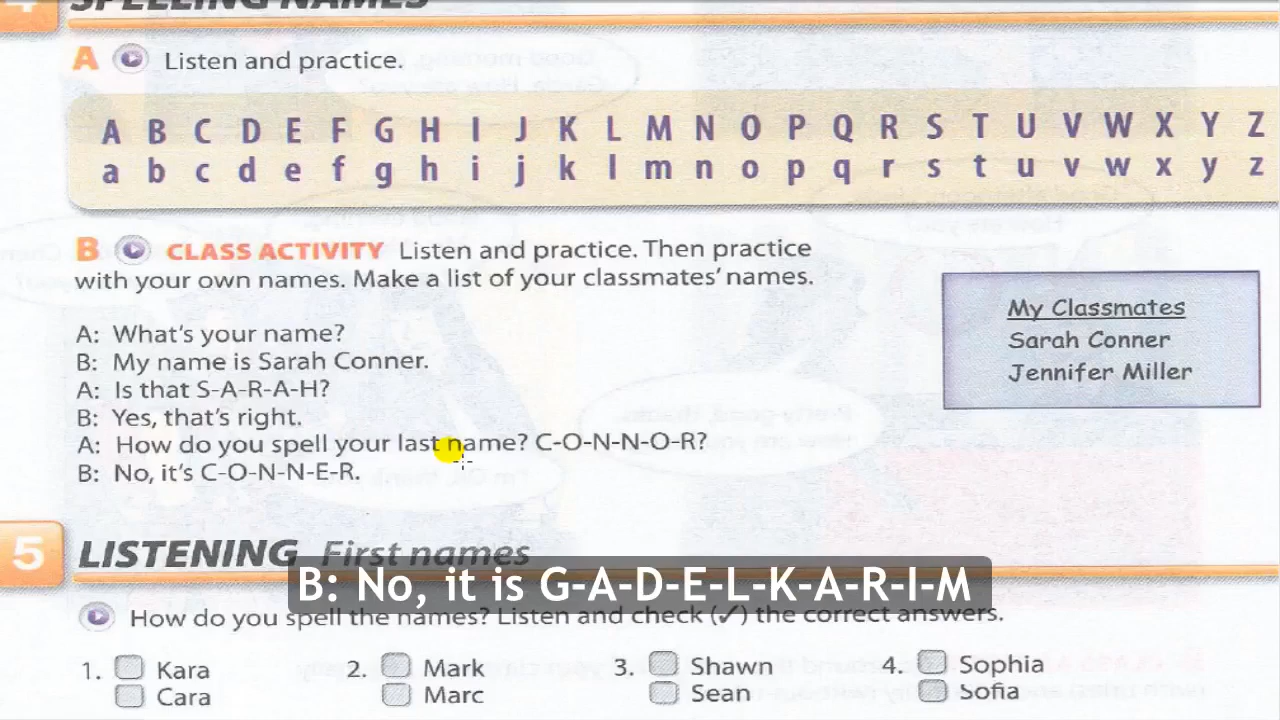 4 SPELLING NAMES
A Listen and practice.
A B C D E F G H I J K L M N O P Q R S T U V W X Y Z
a b c d e f g h i j k l m n o p q r s t u v w x y z
B CLASS ACTIVITY Listen and practice. Then practice
with your own names. Make a list of your classmates' names.
A: What's your name?
B: My name is Sarah Conner.
A: Is that S-A-R-A-H?
B: Yes, that's right.
A: How do you spell your last name? C-O-N-N-O-R?
B: No, it's C-O-N-N-E-R.
My Classmates
Sarah Conner
Jennifer Miller
5 LISTENING First names
B: No, it is G-A-D-E-L-K-A-R-I-M
How do you spell the names? Listen and check (✓) the correct answers.
1. Kara
Cara
2. Mark
Marc
3. Shawn
Sean
4. Sophia
Sofia